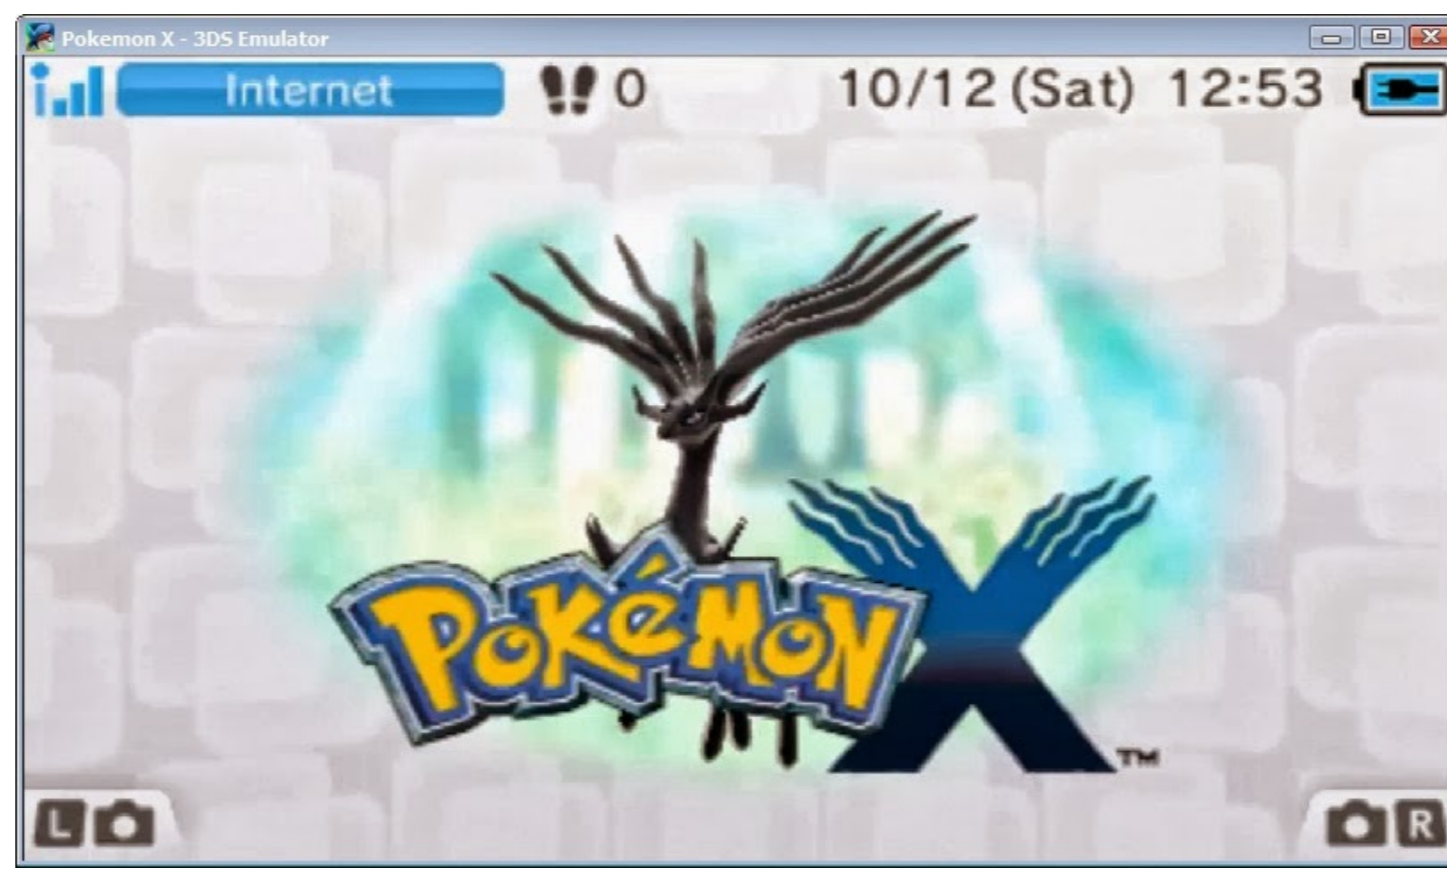 Pokemon X - 3DS Emulator
Internet 0 10/12 (Sat) 12:53
POKéMON X ™
L R